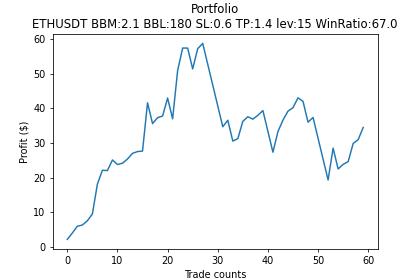 Portfolio
ETHUSDT BBM:2.1 BBL:180 SL:0.6 TP:1.4 lev:15 WinRatio:67.0
Profit ($)
60
50
40
30
20
10
0
0 10 20 30 40 50 60
Trade counts